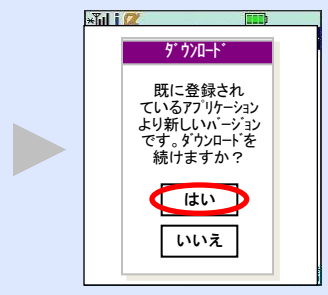 ﾀﾞｳﾝﾛｰﾄﾞ
既に登録され
ているｱﾌﾟﾘｹｰｼｮﾝ
より新しいﾊﾞｰｼﾞｮﾝ
です。ﾀﾞｳﾝﾛｰﾄﾞを
続けますか？
はい
いいえ